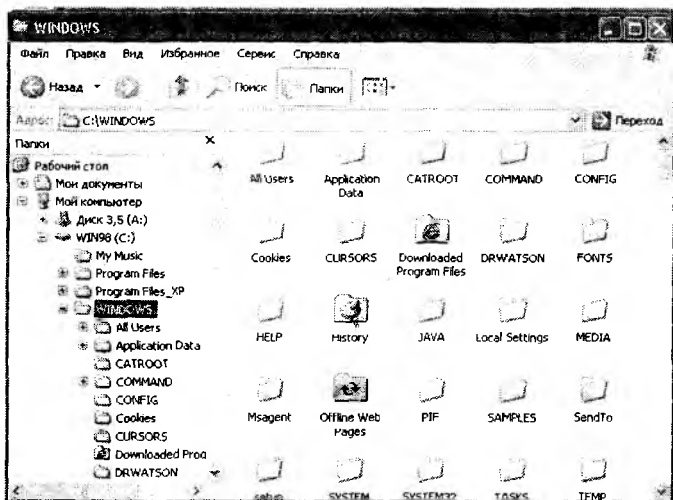 WINDOWS
Файл Правка Вид Избранное Сервис Справка
Назад Поиск Папки
Адрес: C:\WINDOWS Переход
Папки
Рабочий стол
Мои документы
Мой компьютер
Диск 3,5 (A:)
WIN98 (C:)
My Music
Program Files
Program Files_XP
WINDOWS
All Users
Application Data
CATROOT
COMMAND
CONFIG
Cookies
CURSORS
Downloaded Prog
DRWATSON
All Users Application Data CATROOT COMMAND CONFIG
Cookies CURSORS Downloaded Program Files DRWATSON FONTS
HELP History JAVA Local Settings MEDIA
Msagent Offline Web Pages PIF SAMPLES SendTo
setup SYSTEM SYSTEM32 TASKS TEMP